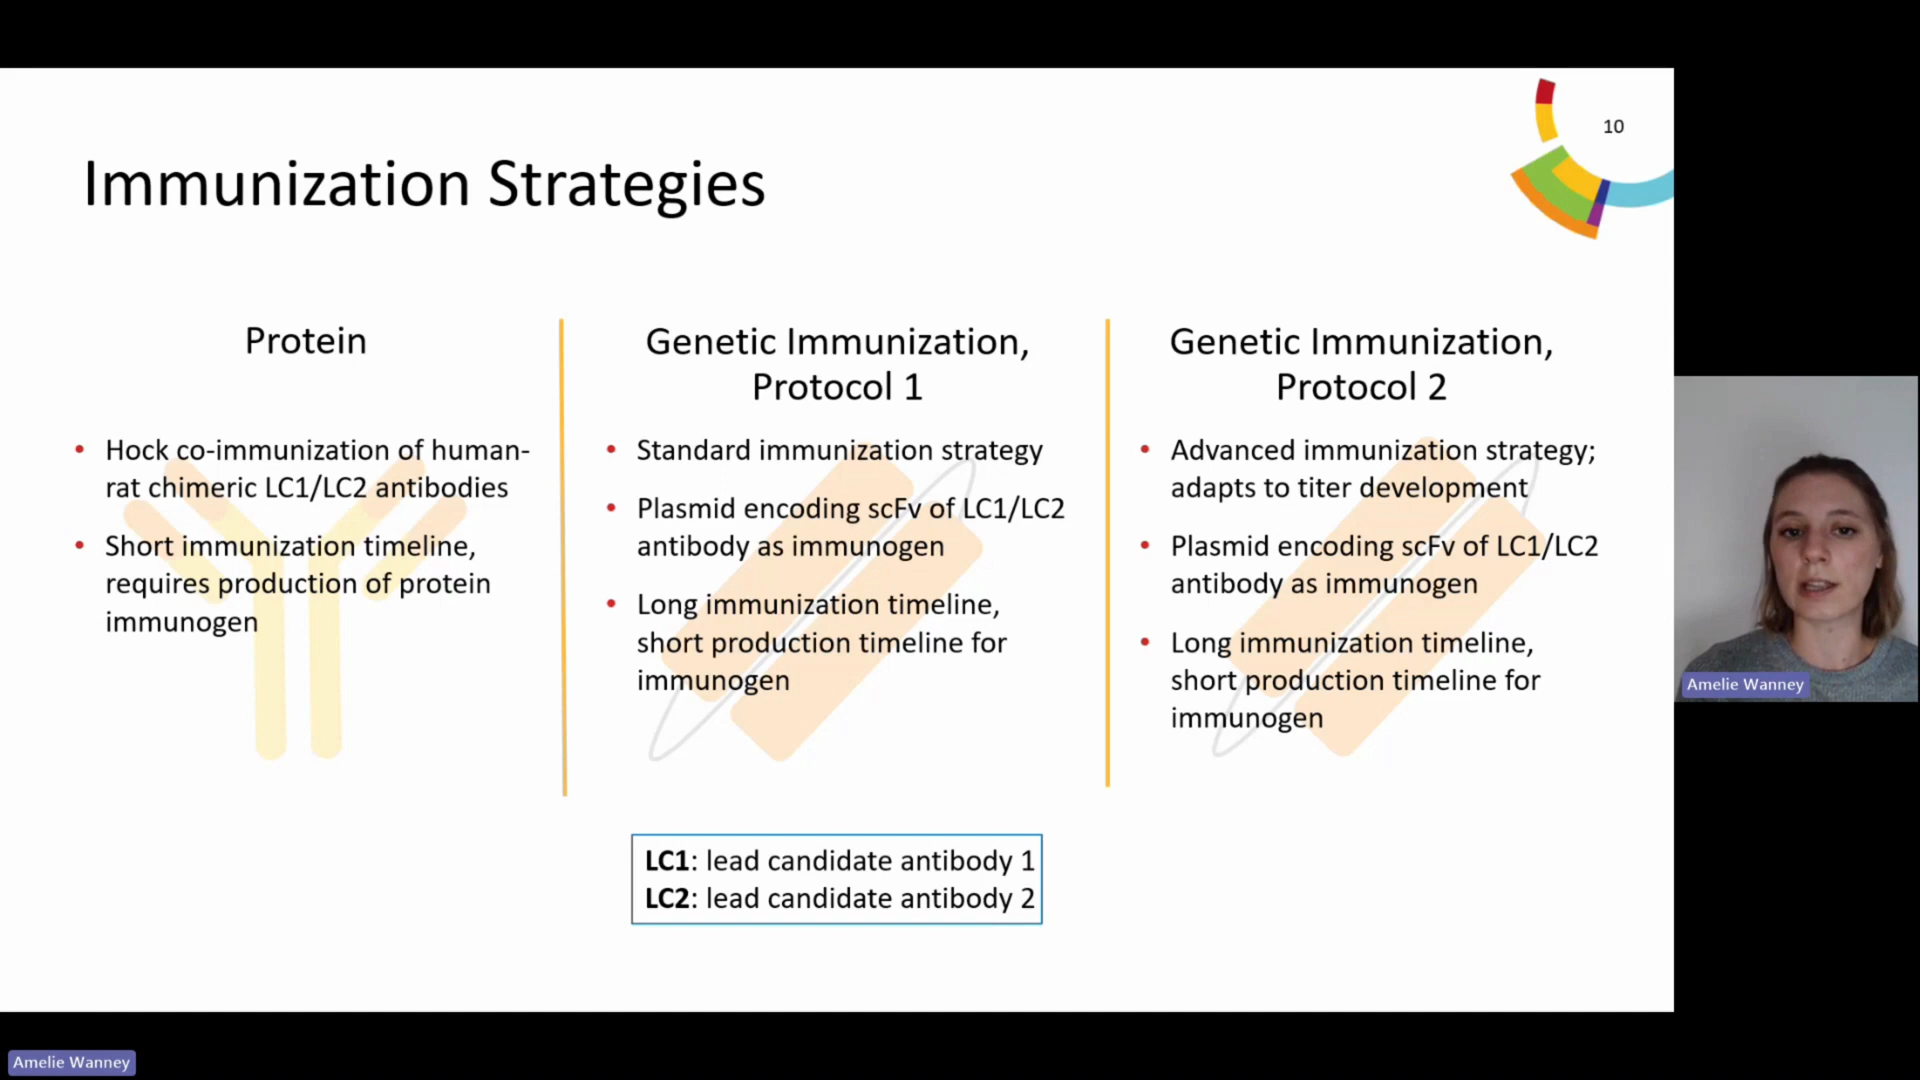 10
Immunization Strategies
Protein
Hock co-immunization of human-
rat chimeric LC1/LC2 antibodies
Short immunization timeline,
requires production of protein
immunogen
Genetic Immunization,
Protocol 1
Standard immunization strategy
Plasmid encoding scFv of LC1/LC2
antibody as immunogen
Long immunization timeline,
short production timeline for
immunogen
Genetic Immunization,
Protocol 2
Advanced immunization strategy;
adapts to titer development
Plasmid encoding scFv of LC1/LC2
antibody as immunogen
Long immunization timeline,
short production timeline for
immunogen
LC1: lead candidate antibody 1
LC2: lead candidate antibody 2
Amelie Wanney
Amelie Wanney